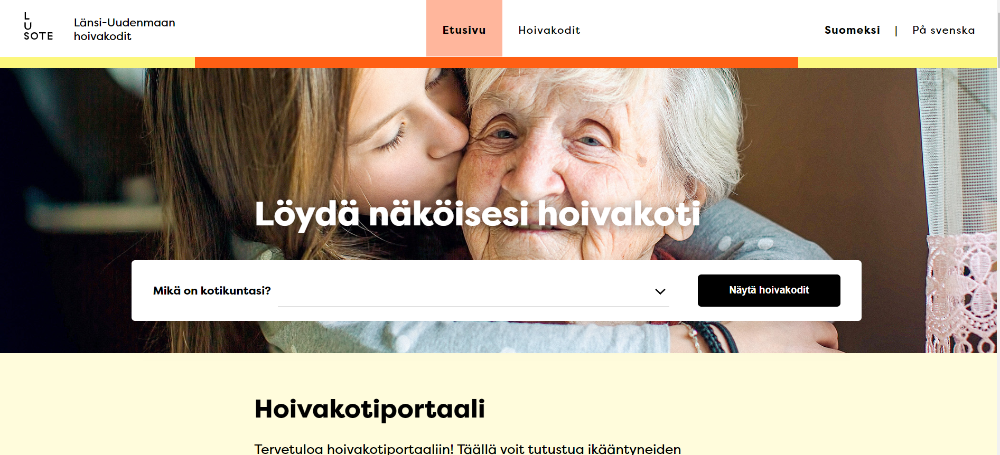 L
U
SOTE
Länsi-Uudenmaan
hoivakodit
Etusivu
Hoivakodit
Suomeksi | På svenska
Löydä näköisesi hoivakoti
Mikä on kotikuntasi?
Näytä hoivakodit
Hoivakotiportaali
Tervetuloa hoivakotiportaaliin! Täällä voit tutustua ikääntyneiden